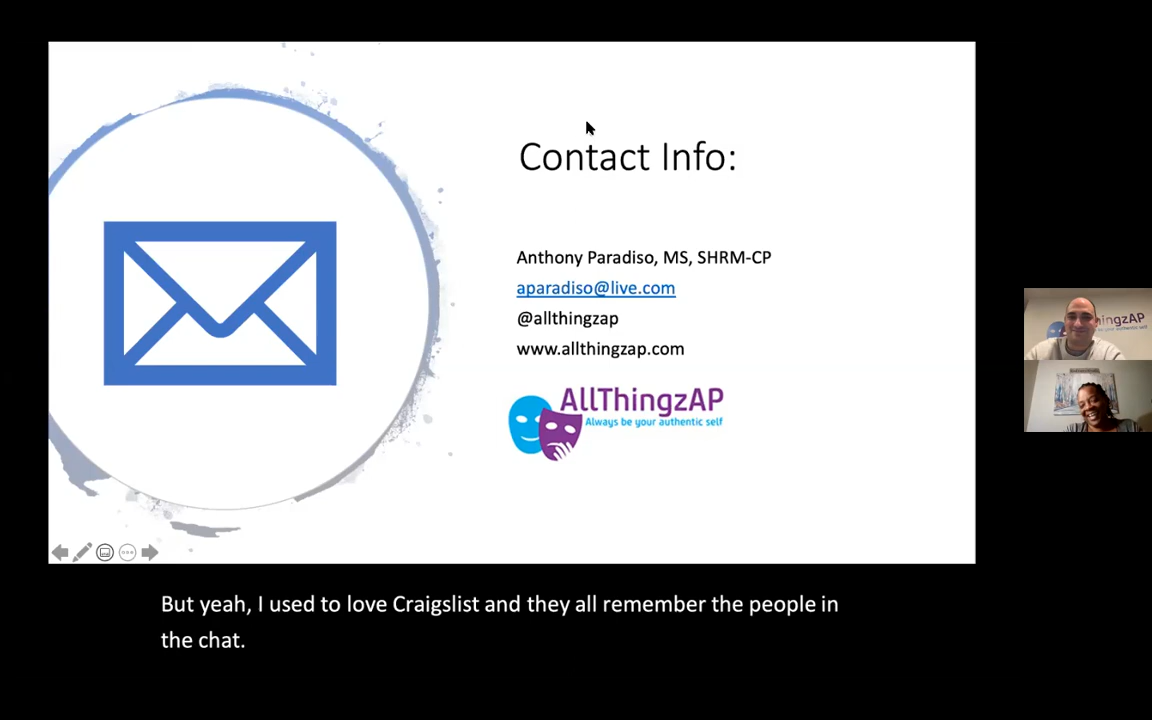 Contact Info:
Anthony Paradiso, MS, SHRM-CP
aparadiso@live.com
@allthingzap
www.allthingzap.com
AllThingzAP
Always be your authentic self
ngzAP
But yeah, I used to love Craigslist and they all remember the people in
the chat.